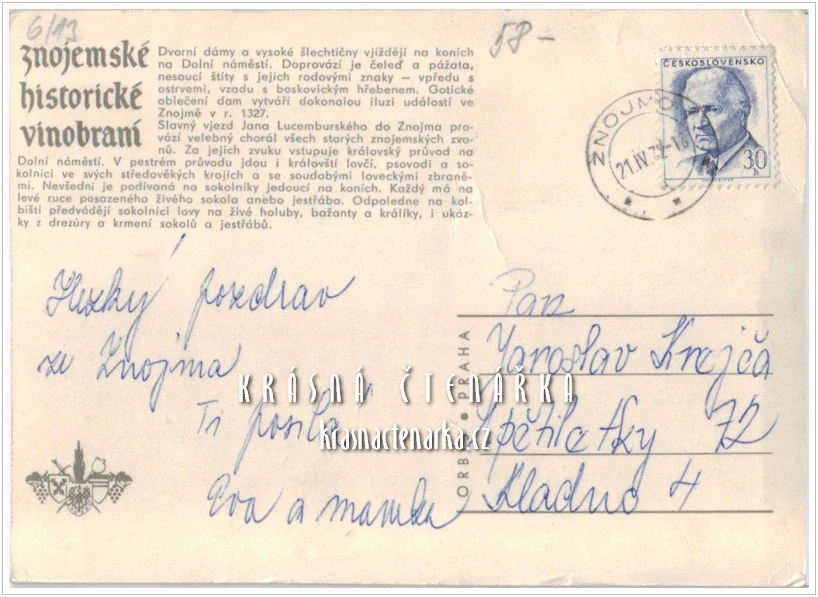 6/13
58-
znojemské
historické
vinobraní
Dvorní dámy a vysoké šlechtičny vjíždějí na koních
na Dolní náměstí. Doprovází je čeleď a pážata,
nesoucí štíty s jejich rodovými znaky — vpředu s
ostrvemi, vzadu s boskovickým hřebenem. Gotické
oblečení dam vytváří dokonalou iluzi událostí ve
Znojmě v r. 1327.
Slavný vjezd Jana Lucemburského do Znojma pro-
vází velebný chorál všech starých znojemských zvo-
nů. Za jejich zvuku vstupuje královský průvod na
Dolní náměstí. V pestrém průvodu jdou i královští lovčí, psovodi a so-
kolníci ve svých středověkých krojích a se soudobými loveckými zbraně-
mi. Nevšední je podívaná na sokolníky jedoucí na koních. Každý má na
levé ruce posazeného živého sokola anebo jestřába. Odpoledne na kol-
bišti předvádějí sokolníci lovy na živé holuby, bažanty a králíky, i ukáz-
ky z drezúry a krmení sokolů a jestřábů.
ČESKOSLOVENSKO
30
h
ZNOJMO
21.IV.
Hezký pozdrav
ze Znojma
Ti posílá
Eva a mamka
ORBIS • PRAHA
Pan
Jaroslav Krejča
72
Kladno 4
KRÁSNÁ ČTENÁŘKA
krasnactenarka.cz